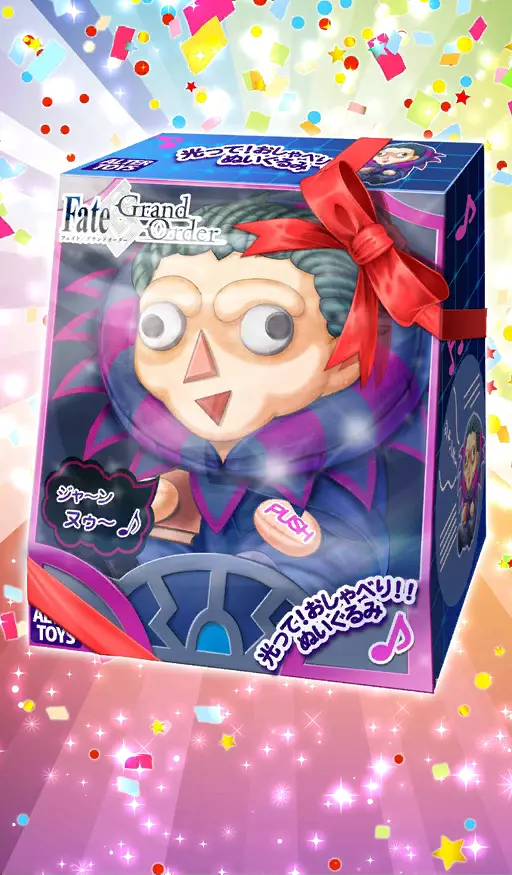 ALTER
TOYS
光って!おしゃべり
ぬいぐるみ
Fate
Grand
Order
フェイト/グランドオーダー
ジャ〜ン
ヌゥ〜♪
PUSH
光って!おしゃべり!!
ぬいぐるみ
ALTER
TOYS